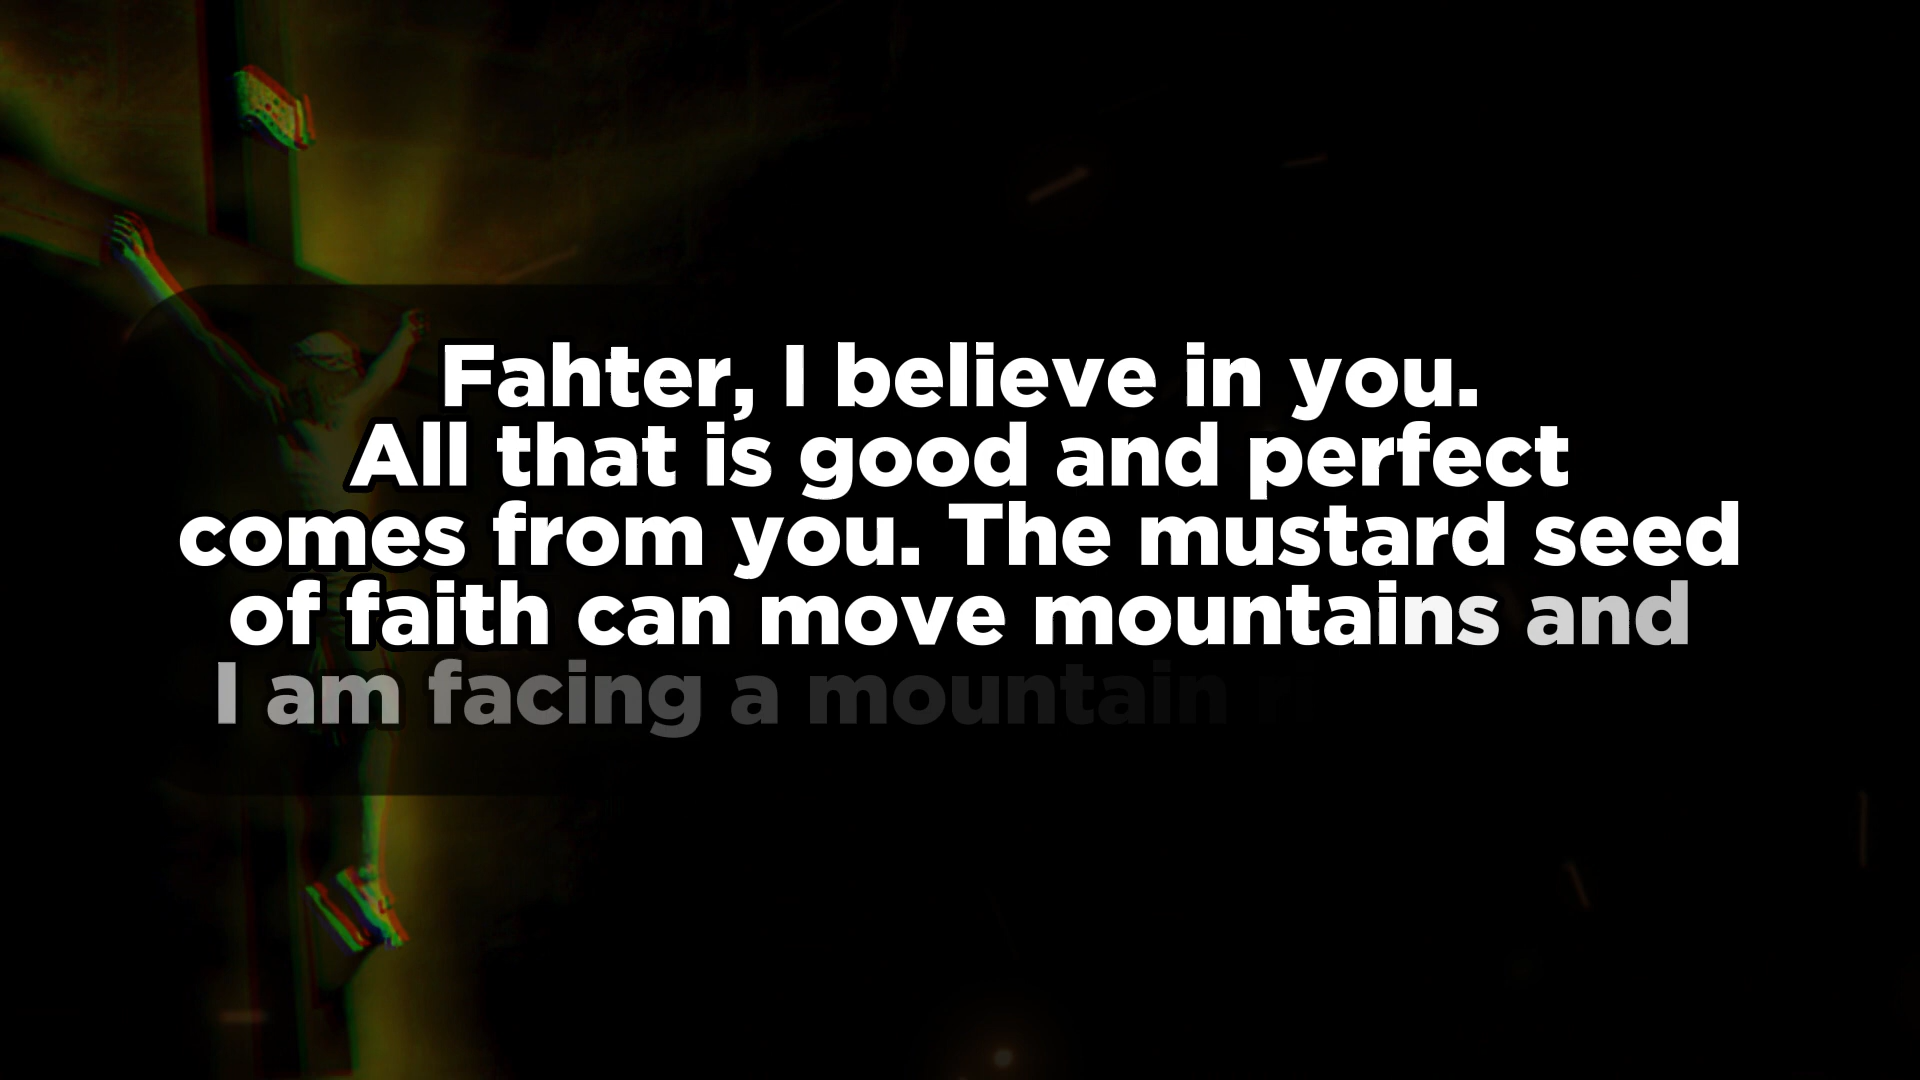 Fahter, I believe in you.
All that is good and perfect
comes from you. The mustard seed
of faith can move mountains and
I am facing a mountain